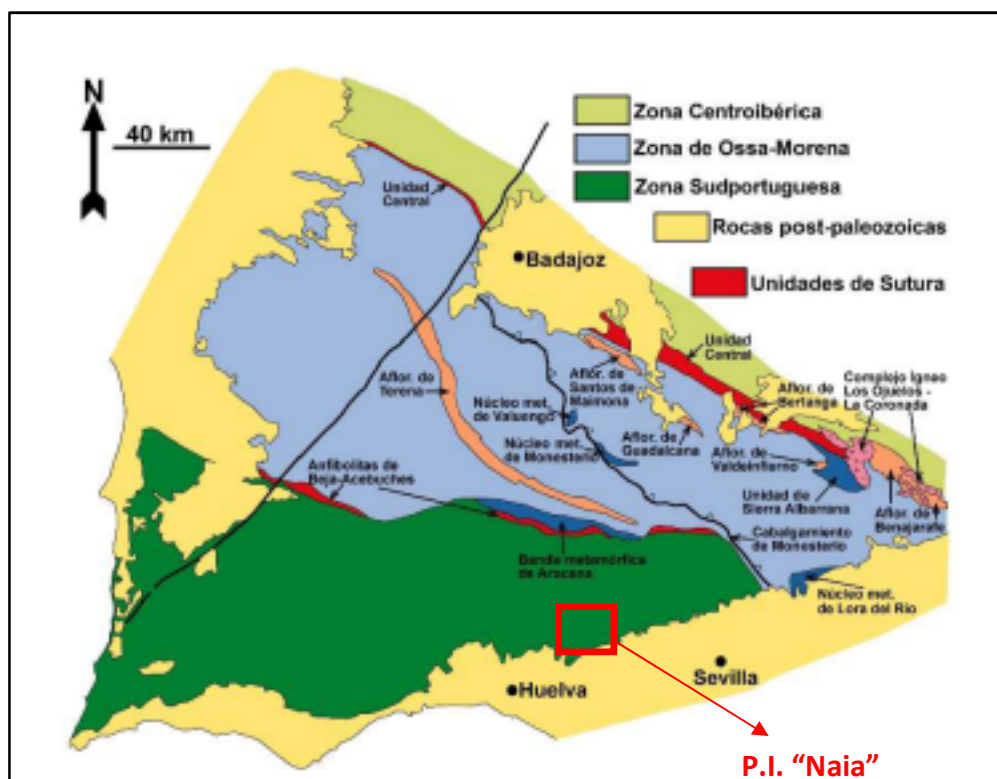 N
40 km
Zona Centroibérica
Zona de Ossa-Morena
Zona Sudportuguesa
Rocas post-paleozoicas
Unidades de Sutura
Unidad
Central
Badajoz
Unidad
Central
Aflor. de
Terena
Aflor. de
Santos de
Maimona
Aflor. de
Berlanga
Complejo Igneo
Los Ojuelos -
La Coronada
Núcleo met.
de Valuengo
Núcleo met.
de Monesterio
Aflor. de
Guadalcana
Aflor. de
Valdeinfierno
Unidad de
Sierra Albarrana
Aflor. de
Benajarafe
Anfibolitas de
Beja-Acebuches
Banda metamórfica
de Aracena
Cabalgamiento
de Monesterio
Núcleo met.
de Lora del Rio
Huelva
Sevilla
P.I. “Naia”